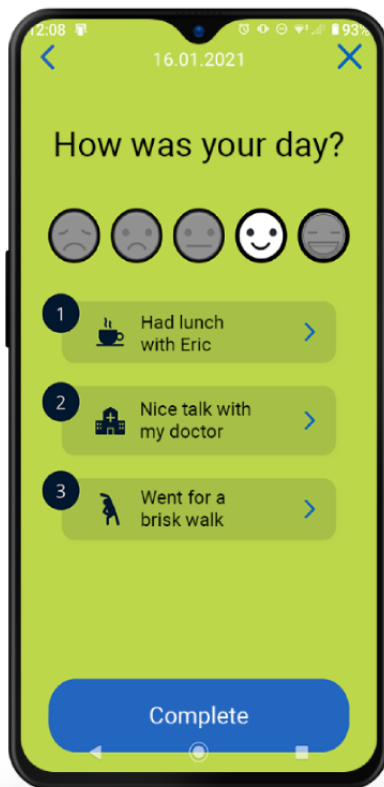 12:08 93%
16.01.2021
How was your day?
1
Had lunch
with Eric
2
Nice talk with
my doctor
3
Went for a
brisk walk
Complete